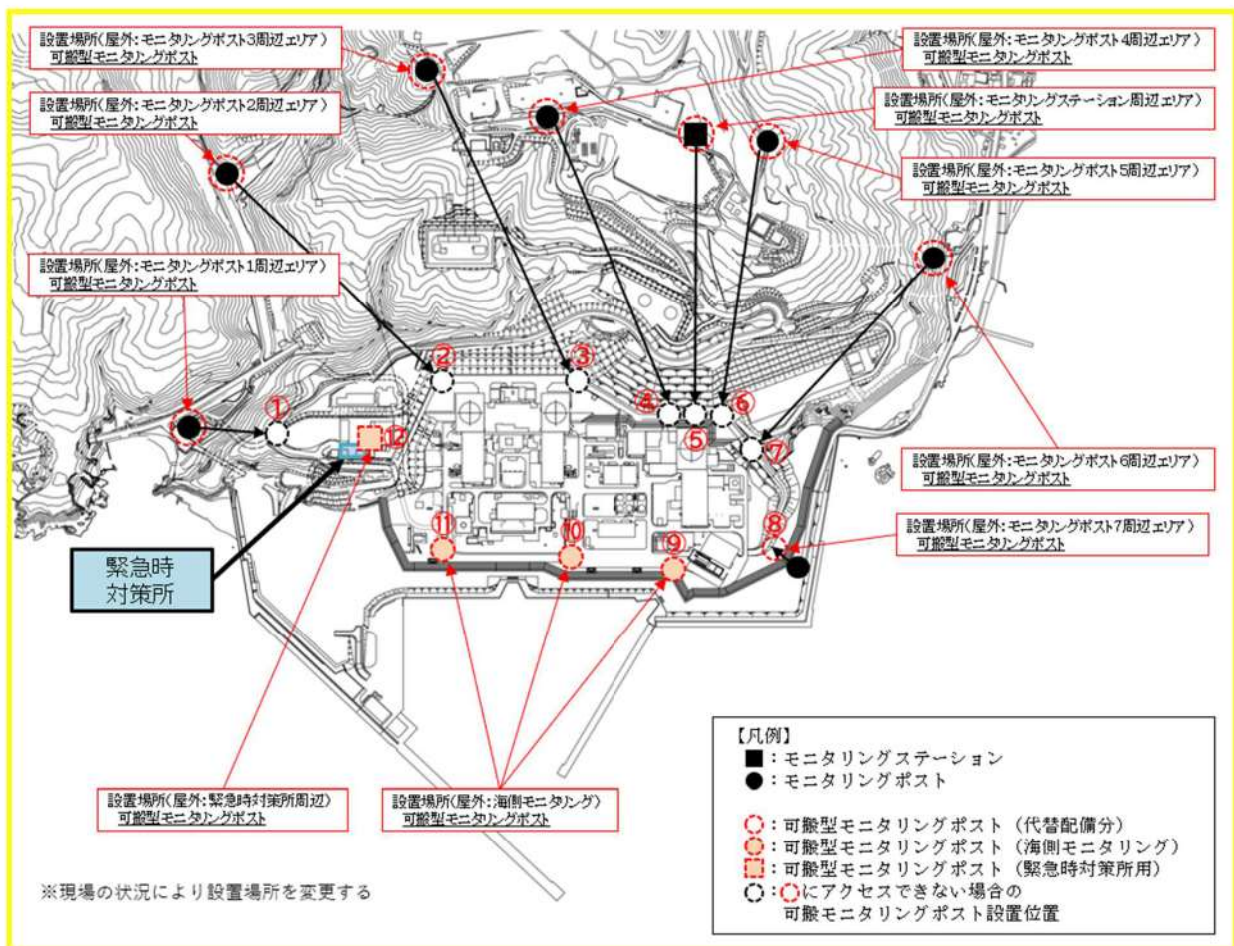 設置場所(屋外:モニタリングポスト3周辺エリア)
可搬型モニタリングポスト
設置場所(屋外:モニタリングポスト2周辺エリア)
可搬型モニタリングポスト
設置場所(屋外:モニタリングポスト1周辺エリア)
可搬型モニタリングポスト
設置場所(屋外:モニタリングポスト4周辺エリア)
可搬型モニタリングポスト
設置場所(屋外:モニタリングステーション周辺エリア)
可搬型モニタリングポスト
設置場所(屋外:モニタリングポスト5周辺エリア)
可搬型モニタリングポスト
設置場所(屋外:モニタリングポスト6周辺エリア)
可搬型モニタリングポスト
設置場所(屋外:モニタリングポスト7周辺エリア)
可搬型モニタリングポスト
①
②
③
④
⑤
⑥
⑦
⑧
⑨
⑩
⑪
⑫
緊急時
対策所
設置場所(屋外:緊急時対策所周辺)
可搬型モニタリングポスト
設置場所(屋外:海側モニタリング)
可搬型モニタリングポスト
※現場の状況により設置場所を変更する
【凡例】
■:モニタリングステーション
●:モニタリングポスト
:可搬型モニタリングポスト(代替配備分)
:可搬型モニタリングポスト(海側モニタリング)
:可搬型モニタリングポスト(緊急時対策所用)
:にアクセスできない場合の
可搬モニタリングポスト設置位置